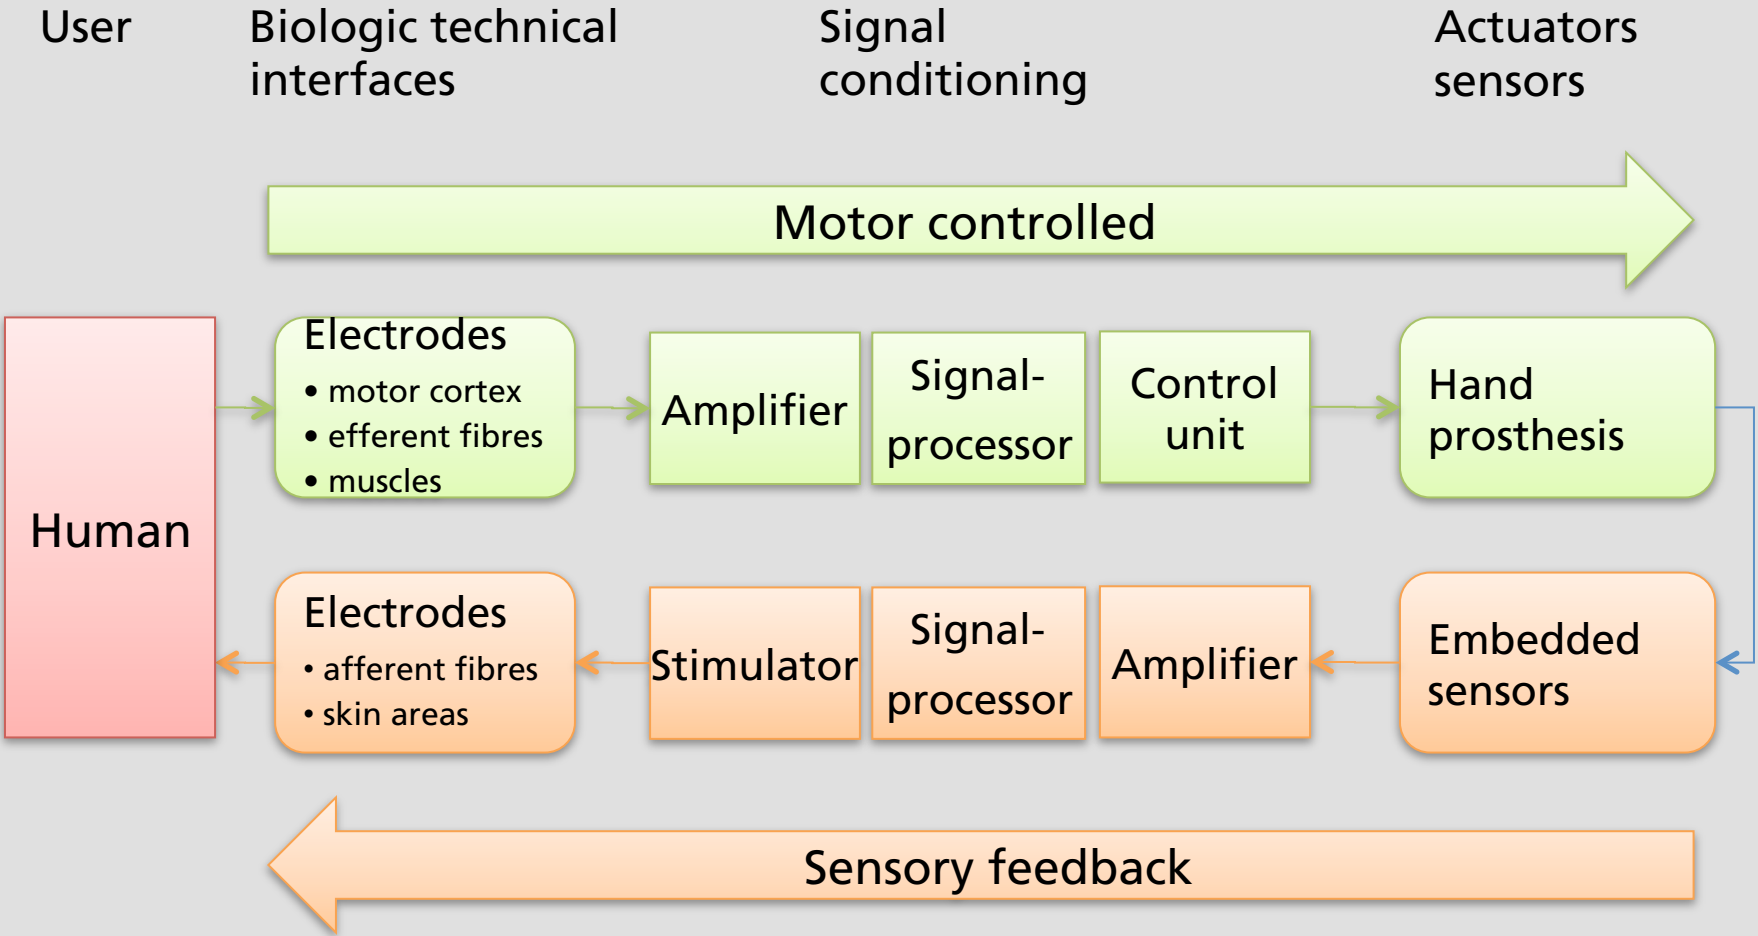 User
Biologic technical
interfaces
Signal
conditioning
Actuators
sensors
Motor controlled
Human
Electrodes
• motor cortex
• efferent fibres
• muscles
Amplifier
Signal-
processor
Control
unit
Hand
prosthesis
Electrodes
• afferent fibres
• skin areas
Stimulator
Signal-
processor
Amplifier
Embedded
sensors
Sensory feedback